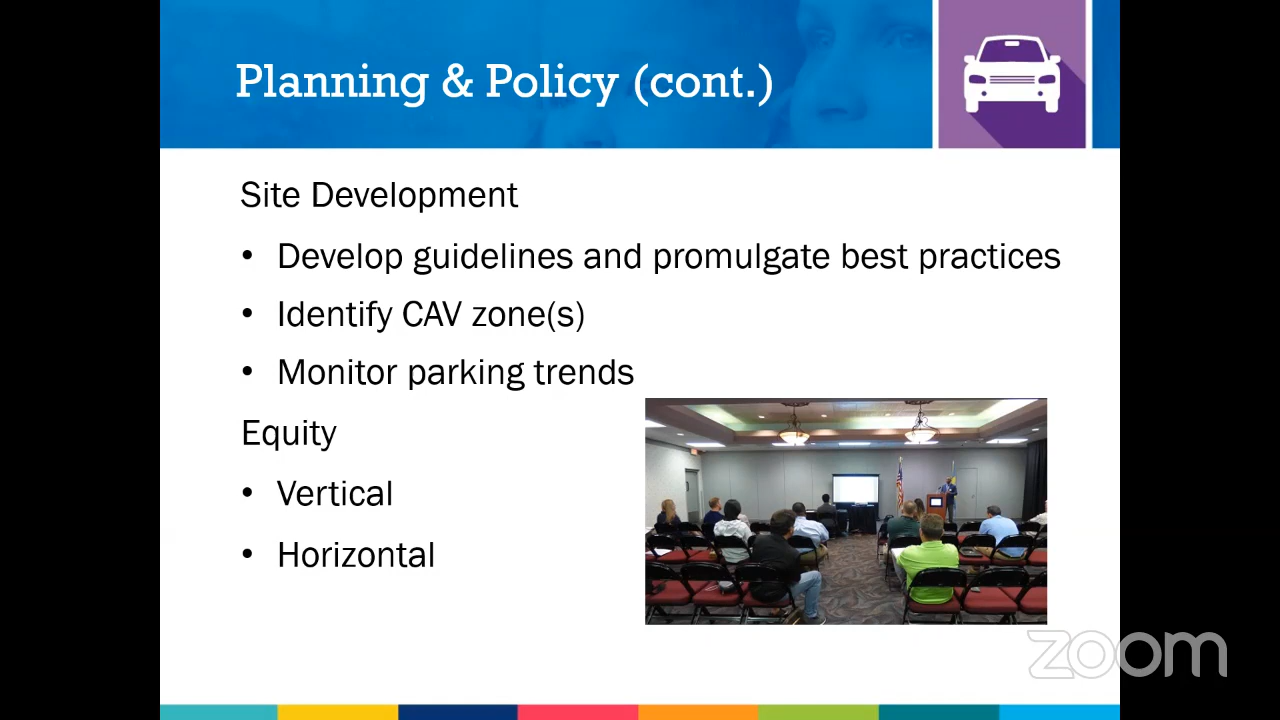 Planning & Policy (cont.)
Site Development
• Develop guidelines and promulgate best practices
• Identify CAV zone(s)
• Monitor parking trends
Equity
• Vertical
• Horizontal
zoom